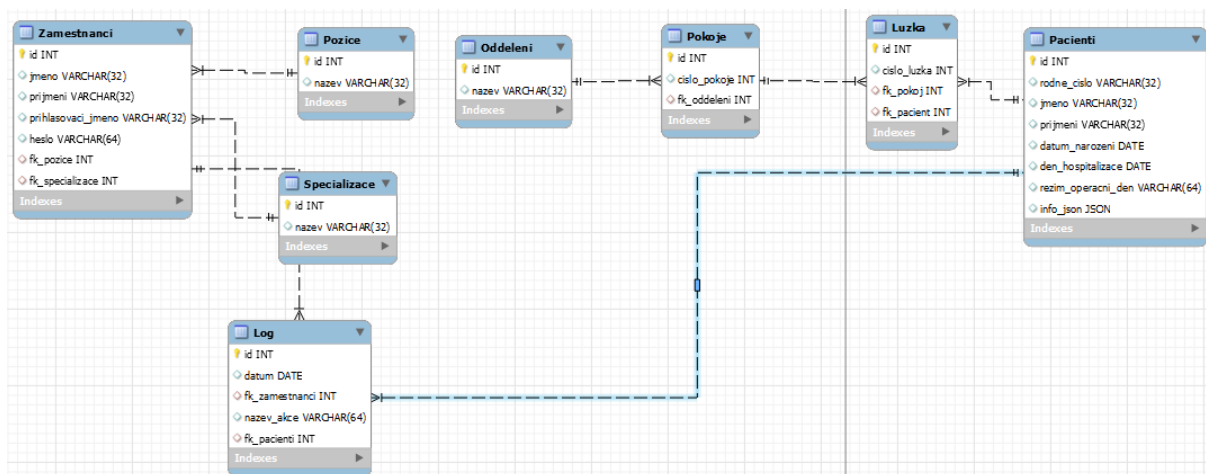 Zamestnanci
id INT
jmeno VARCHAR(32)
prijmeni VARCHAR(32)
prihlasovaci_jmeno VARCHAR(32)
heslo VARCHAR(64)
fk_pozice INT
fk_specializace INT
Indexes
Pozice
id INT
nazev VARCHAR(32)
Indexes
Oddeleni
id INT
nazev VARCHAR(32)
Indexes
Pokoje
id INT
cislo_pokoje INT
fk_oddeleni INT
Indexes
Luzka
id INT
cislo_luzka INT
fk_pokoj INT
fk_pacient INT
Indexes
Pacienti
id INT
rodne_cislo VARCHAR(32)
jmeno VARCHAR(32)
prijmeni VARCHAR(32)
datum_narozeni DATE
den_hospitalizace DATE
rezim_operacni_den VARCHAR(64)
info_json JSON
Indexes
Specializace
id INT
nazev VARCHAR(32)
Indexes
Log
id INT
datum DATE
fk_zamestnanci INT
nazev_akce VARCHAR(64)
fk_pacienti INT
Indexes